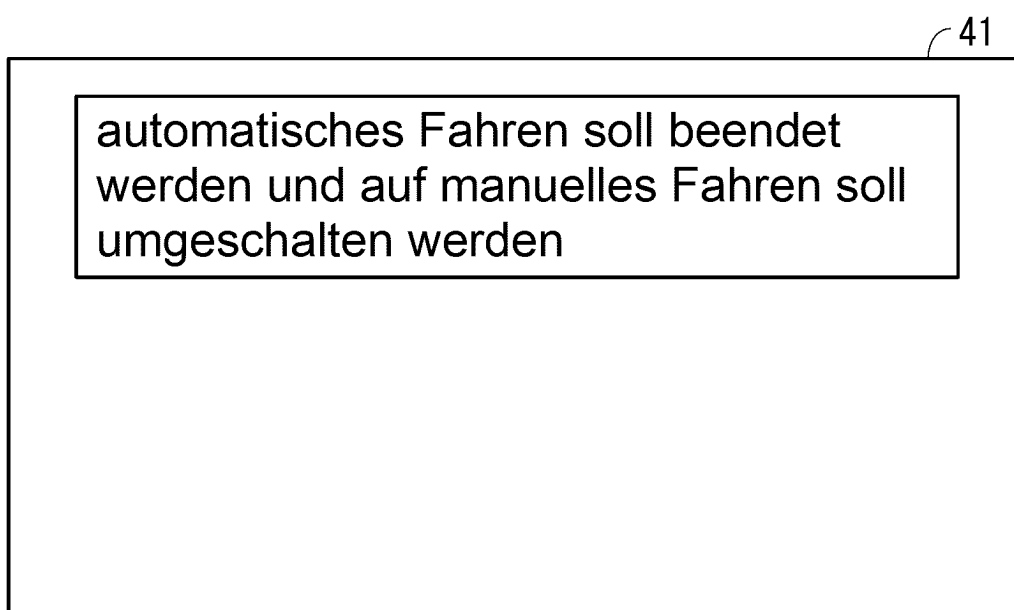 41
automatisches Fahren soll beendet
werden und auf manuelles Fahren soll
umgeschalten werden